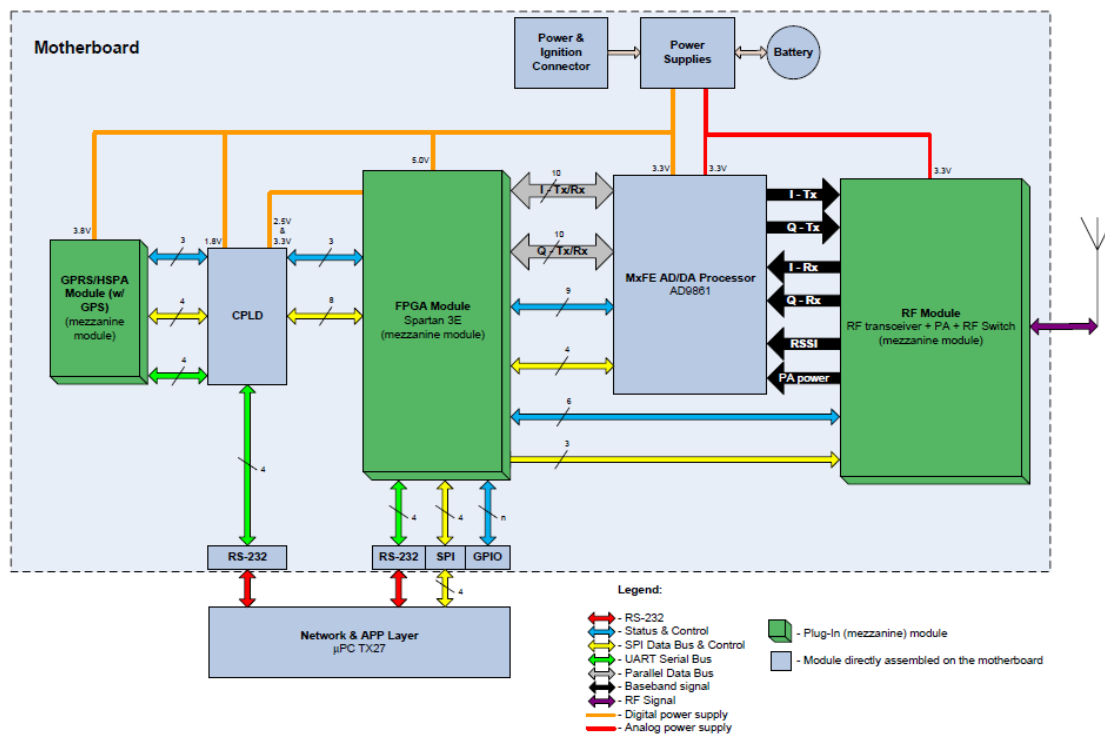 Motherboard
Power &
Ignition
Connector
Power
Supplies
Battery
5.0V
3.3V
3.3V
3.3V
3.8V
1.8V
2.5V
&
3.3V
GPRS/HSPA
Module (w/
GPS)
(mezzanine
module)
3
4
4
CPLD
3
8
FPGA Module
Spartan 3E
(mezzanine module)
10
I - Tx/Rx
10
Q - Tx/Rx
9
4
6
3
MxFE AD/DA Processor
AD9861
I - Tx
Q - Tx
I - Rx
Q - Rx
RSSI
PA power
RF Module
RF transceiver + PA + RF Switch
(mezzanine module)
4
4
4
n
RS-232
RS-232
SPI
GPIO
4
Network & APP Layer
µPC TX27
Legend:
- RS-232
- Status & Control
- SPI Data Bus & Control
- UART Serial Bus
- Parallel Data Bus
- Baseband signal
- RF Signal
- Digital power supply
- Analog power supply
- Plug-In (mezzanine) module
- Module directly assembled on the motherboard